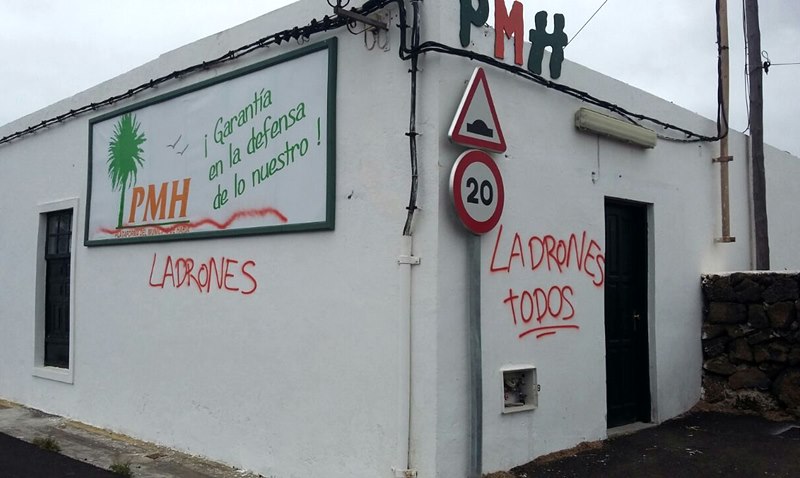 PMH
¡ Garantía
en la defensa
de lo nuestro !
PMH
LADRONES
20
LADRONES
TODOS